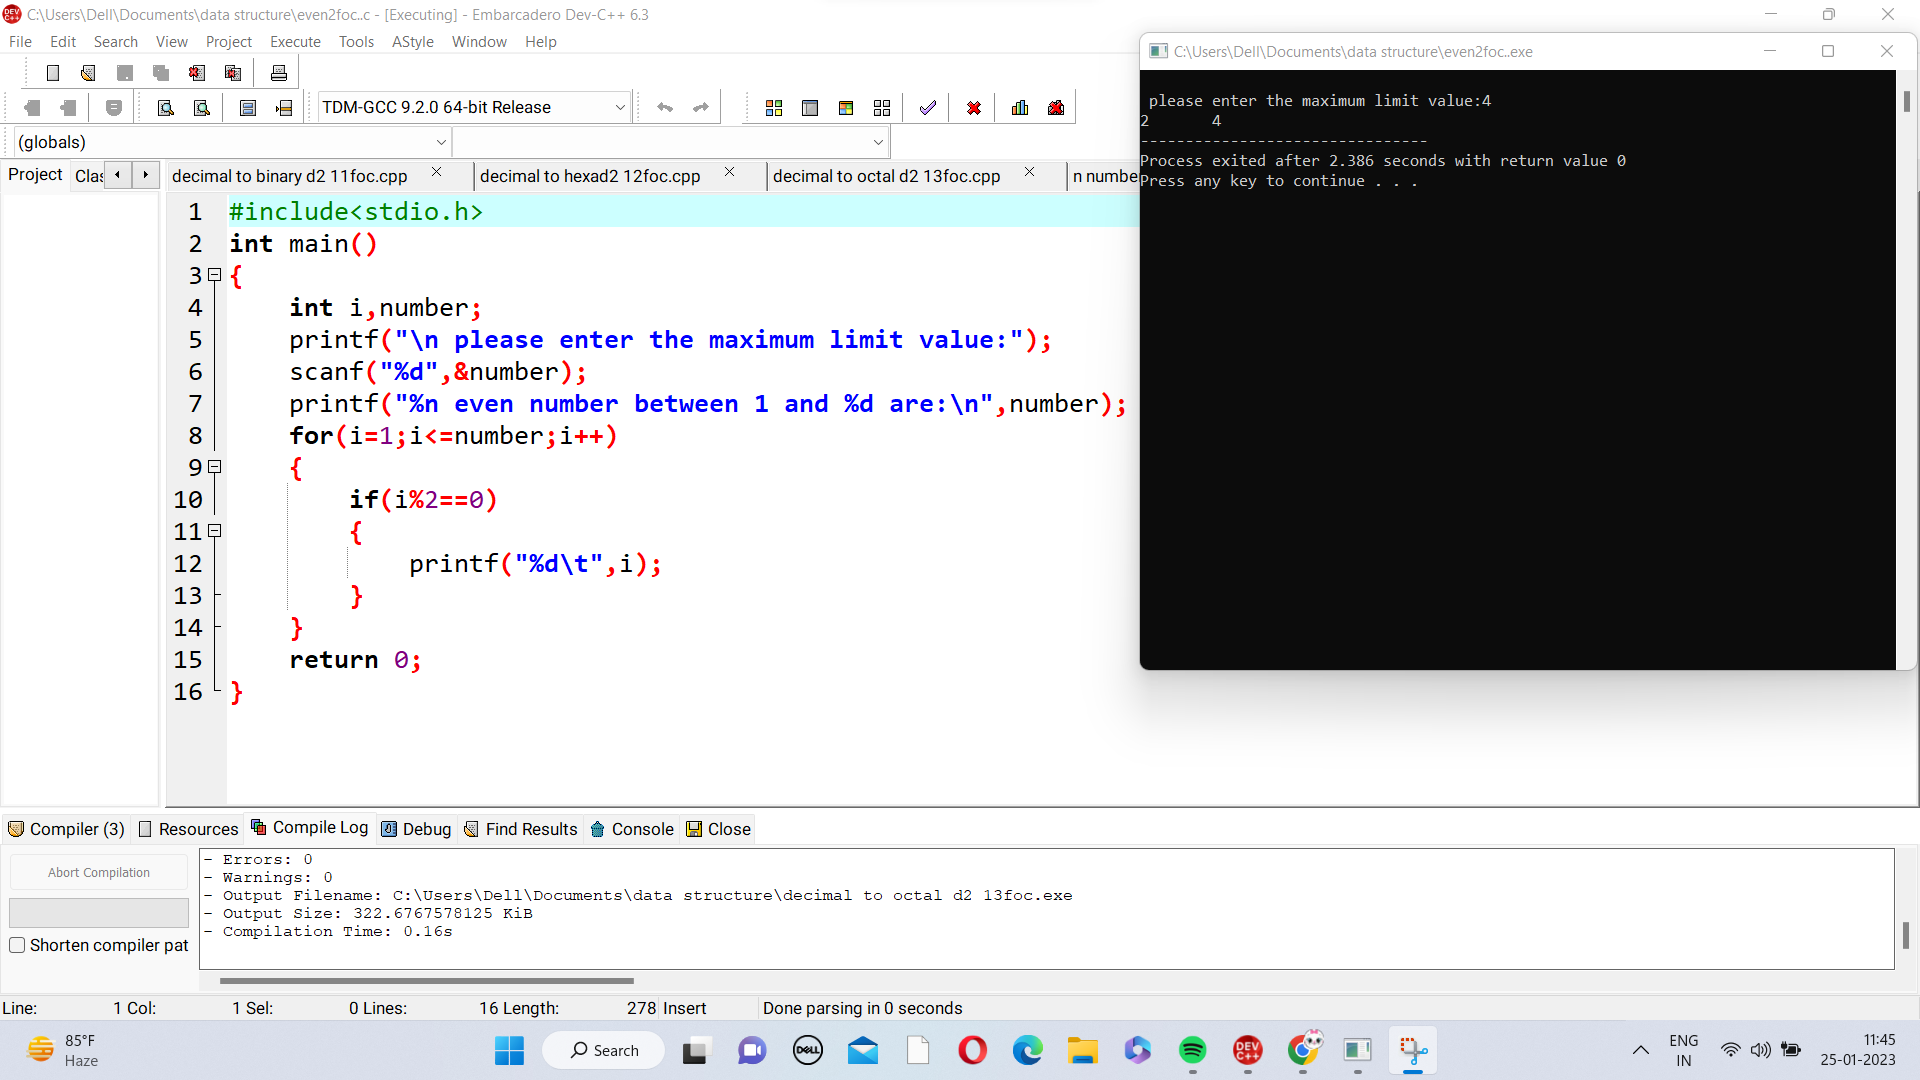 C:\Users\Dell\Documents\data structure\even2foc..c - [Executing] - Embarcadero Dev-C++ 6.3
File Edit Search View Project Execute Tools AStyle Window Help
TDM-GCC 9.2.0 64-bit Release
(globals)
Project Clas
decimal to binary d2 11foc.cpp decimal to hexad2 12foc.cpp decimal to octal d2 13foc.cpp n numbe
1 #include<stdio.h>
2 int main()
3 {
4 int i,number;
5 printf("\n please enter the maximum limit value:");
6 scanf("%d",&number);
7 printf("%n even number between 1 and %d are:\n",number);
8 for(i=1;i<=number;i++)
9 {
10 if(i%2==0)
11 {
12 printf("%d\t",i);
13 }
14 }
15 return 0;
16 }
C:\Users\Dell\Documents\data structure\even2foc..exe
please enter the maximum limit value:4
2 4
--------------------------------
Process exited after 2.386 seconds with return value 0
Press any key to continue . . .
Compiler (3) Resources Compile Log Debug Find Results Console Close
Abort Compilation
Shorten compiler pat
- Errors: 0
- Warnings: 0
- Output Filename: C:\Users\Dell\Documents\data structure\decimal to octal d2 13foc.exe
- Output Size: 322.6767578125 KiB
- Compilation Time: 0.16s
Line: 1 Col: 1 Sel: 0 Lines: 16 Length: 278 Insert Done parsing in 0 seconds
85°F
Haze
Search
DELL
DEV C++
ENG
IN
11:45
25-01-2023